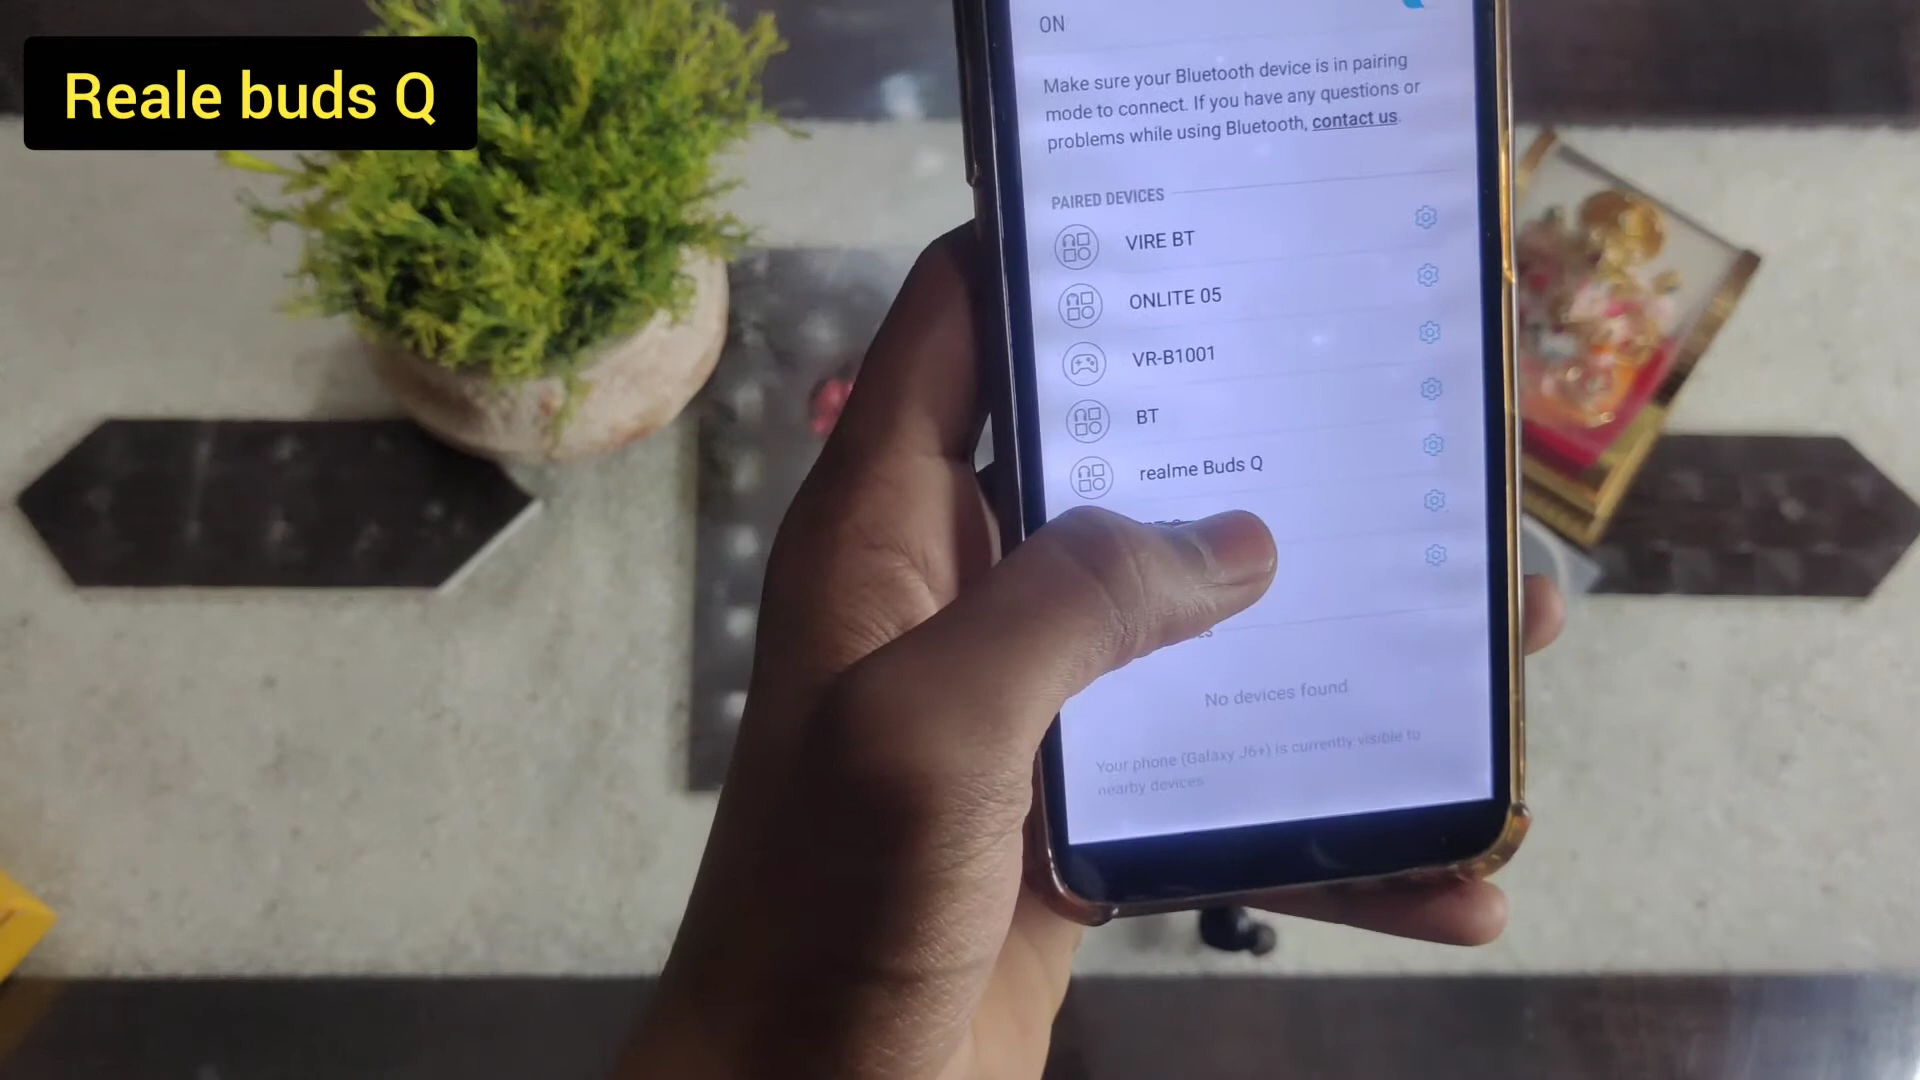 Reale buds Q
ON
Make sure your Bluetooth device is in pairing
mode to connect. If you have any questions or
problems while using Bluetooth, contact us.
PAIRED DEVICES
VIRE BT
ONLITE 05
VR-B1001
BT
realme Buds Q
No devices found
Your phone (Galaxy J6+) is currently visible to
nearby devices.